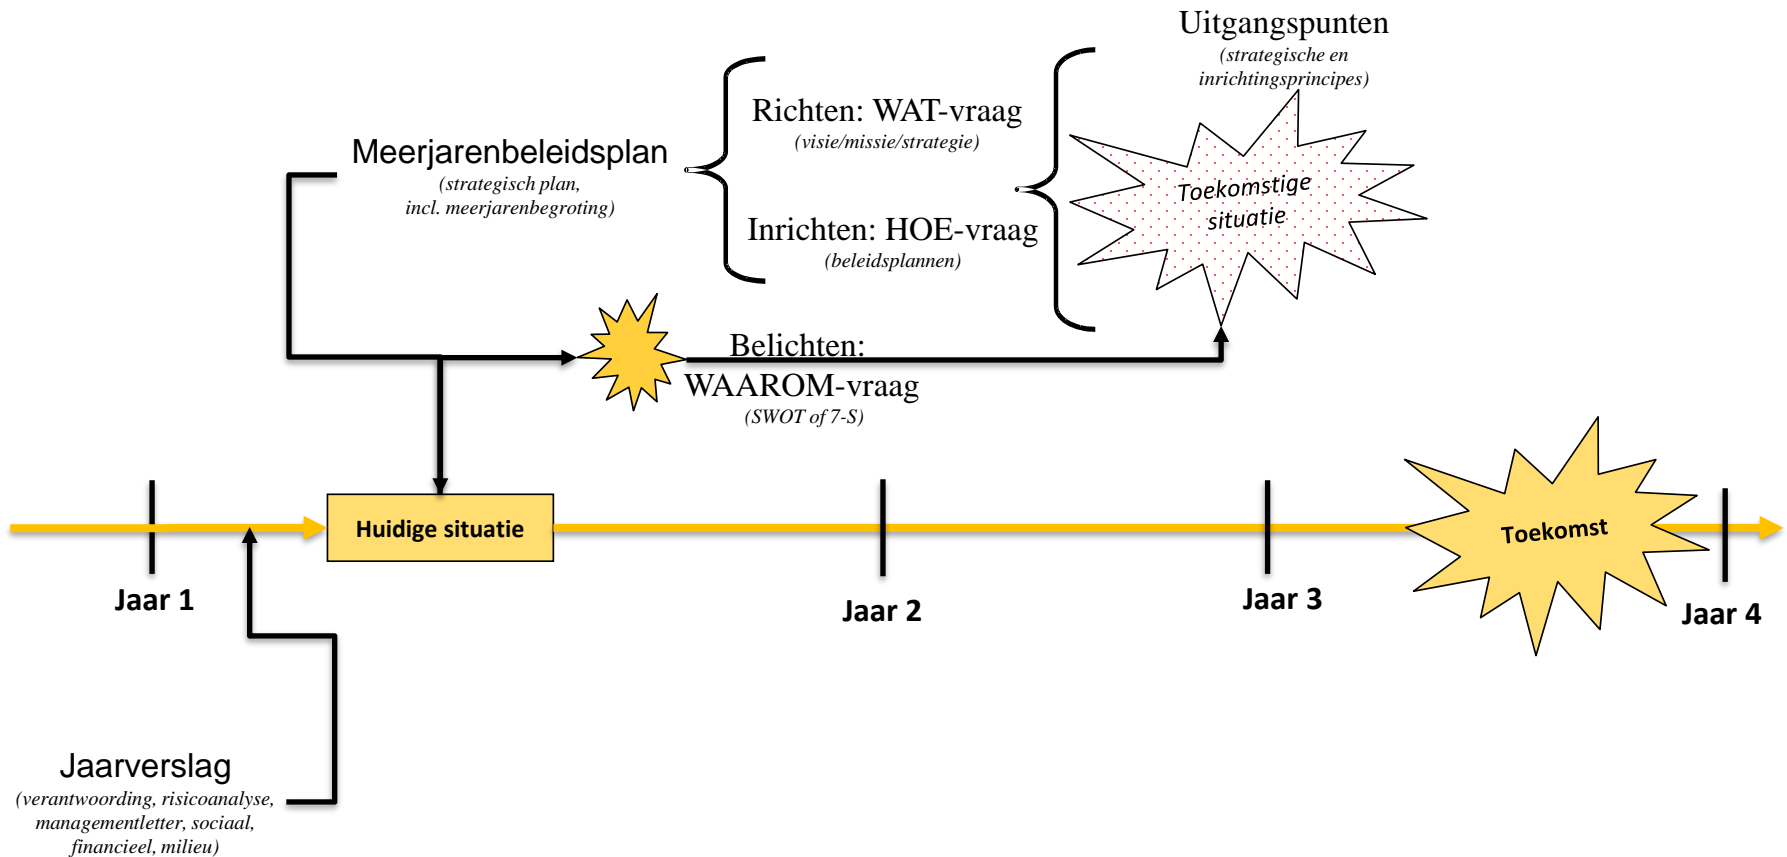 Uitgangspunten
(strategische en
inrichtingsprincipes)
Richten: WAT-vraag
(visie/missie/strategie)
Meerjarenbeleidsplan
(strategisch plan,
incl. meerjarenbegroting)
Inrichten: HOE-vraag
(beleidsplannen)
Toekomstige
situatie
Belichten:
WAAROM-vraag
(SWOT of 7-S)
Huidige situatie
Toekomst
Jaar 1
Jaar 2
Jaar 3
Jaar 4
Jaarverslag
(verantwoording, risicoanalyse,
managementletter, sociaal,
financieel, milieu)